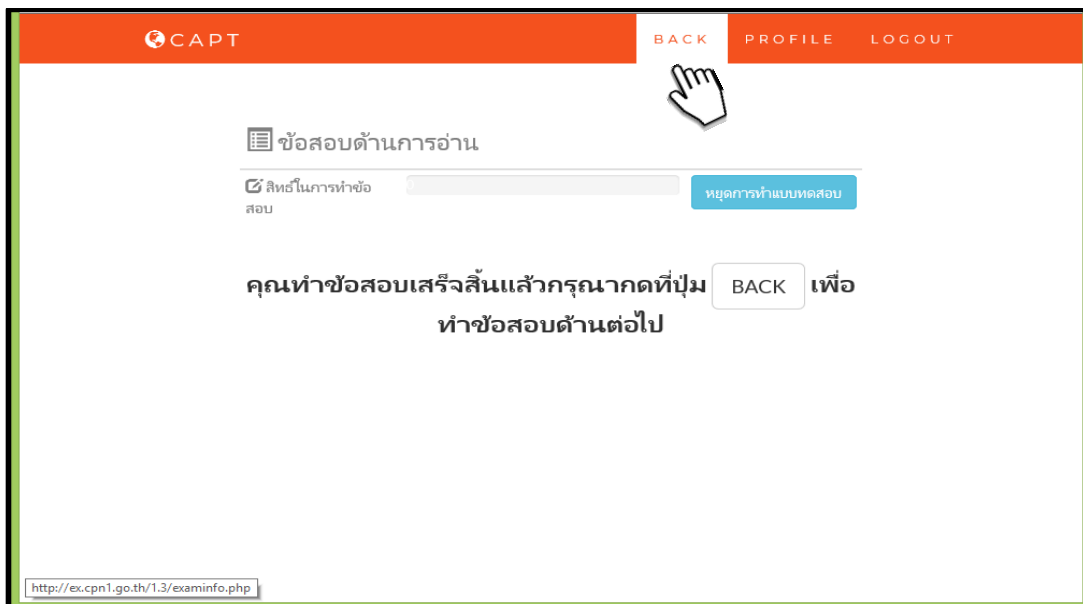 CAPT
BACK PROFILE LOGOUT
ข้อสอบด้านการอ่าน
สิทธ์ในการทำข้อ
สอบ
0
หยุดการทำแบบทดสอบ
คุณทำข้อสอบเสร็จสิ้นแล้วกรุณากดที่ปุ่ม BACK เพื่อ
ทำข้อสอบด้านต่อไป
http://ex.cpn1.go.th/1.3/examinfo.php